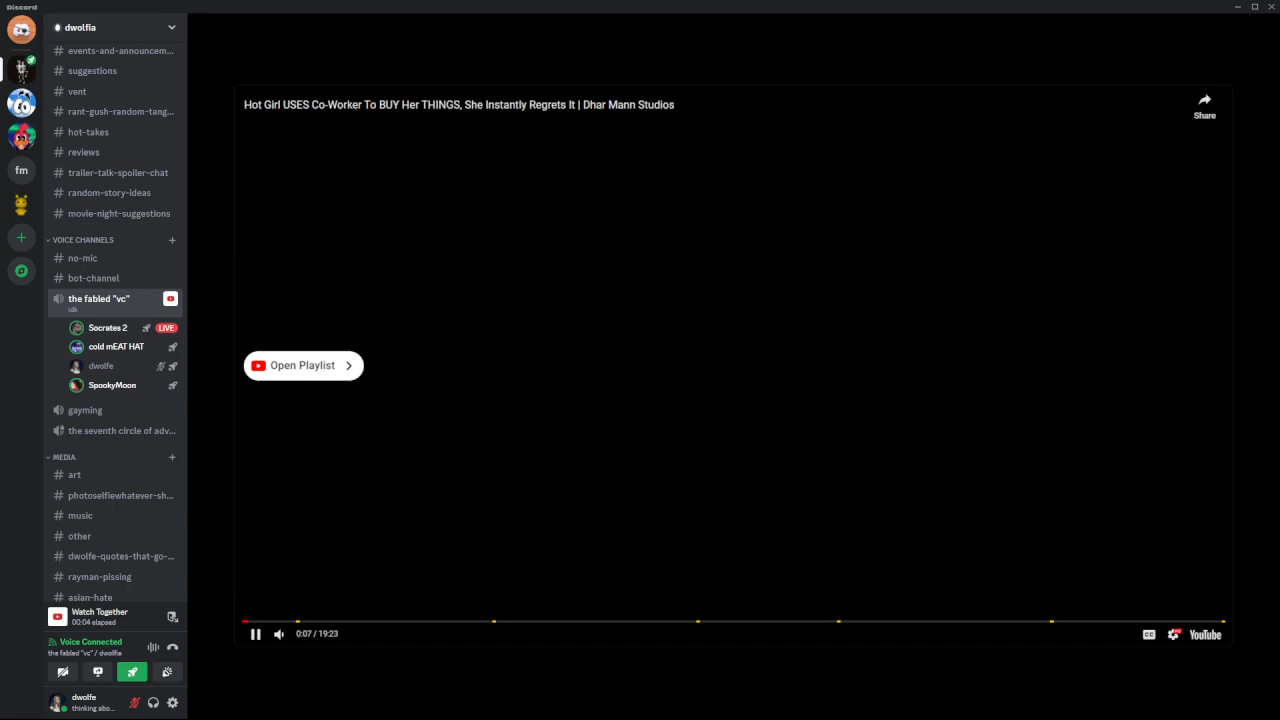 Discord
dwolfia
events-and-announcem...
suggestions
vent
rant-gush-random-tang...
hot-takes
reviews
trailer-talk-spoiler-chat
random-story-ideas
movie-night-suggestions
VOICE CHANNELS
no-mic
bot-channel
the fabled "vc"
idk
Socrates 2 LIVE
cold mEAT HAT
dwolfe
SpookyMoon
gayming
the seventh circle of adv...
MEDIA
art
photoselfiewhatever-sh...
music
other
dwolfe-quotes-that-go-...
rayman-pissing
asian-hate
Watch Together
00:04 elapsed
Voice Connected
the fabled "vc" / dwolfia
dwolfe
thinking abo...
fm
Hot Girl USES Co-Worker To BUY Her THINGS, She Instantly Regrets It | Dhar Mann Studios
Share
Open Playlist
0:07 / 19:23
CC
HD
YouTube